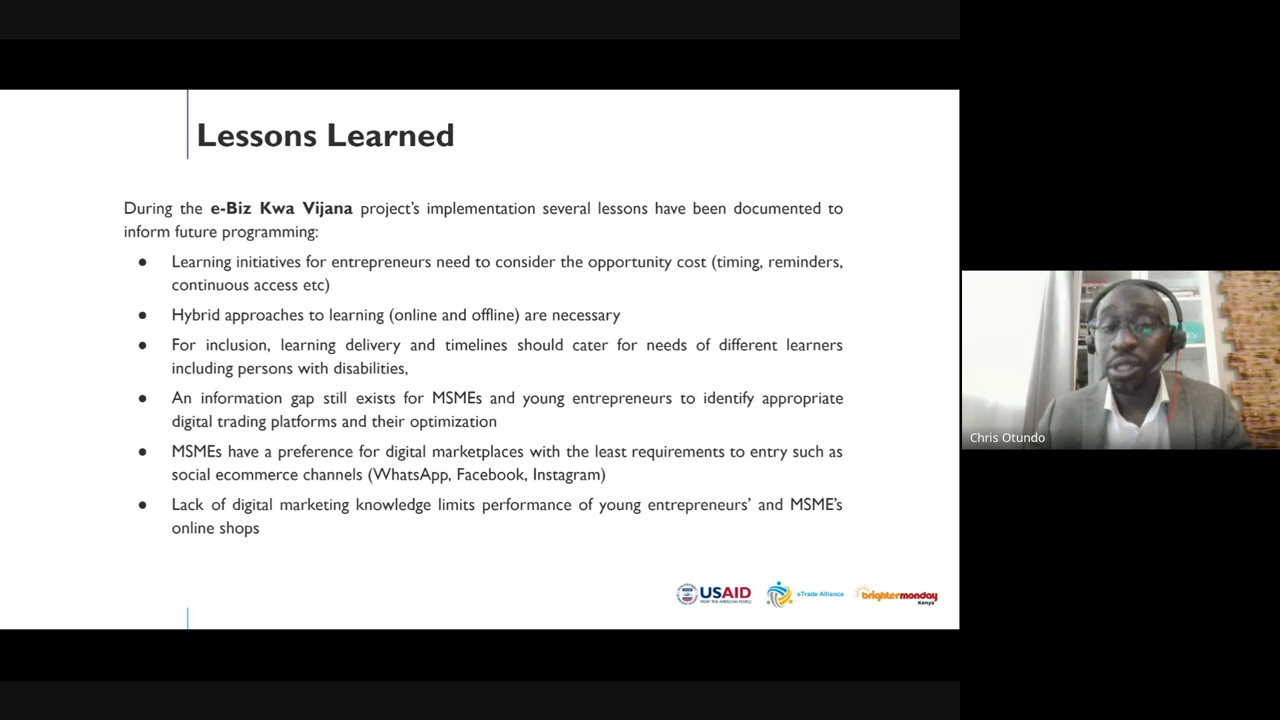 Lessons Learned
During the e-Biz Kwa Vijana project's implementation several lessons have been documented to
inform future programming:
● Learning initiatives for entrepreneurs need to consider the opportunity cost (timing, reminders,
continuous access etc)
● Hybrid approaches to learning (online and offline) are necessary
● For inclusion, learning delivery and timelines should cater for needs of different learners
including persons with disabilities,
● An information gap still exists for MSMEs and young entrepreneurs to identify appropriate
digital trading platforms and their optimization
● MSMEs have a preference for digital marketplaces with the least requirements to entry such as
social ecommerce channels (WhatsApp, Facebook, Instagram)
● Lack of digital marketing knowledge limits performance of young entrepreneurs' and MSME's
online shops
USAID
FROM THE AMERICAN PEOPLE
eTrade Alliance
brightermonday
Kenya
Chris Otundo